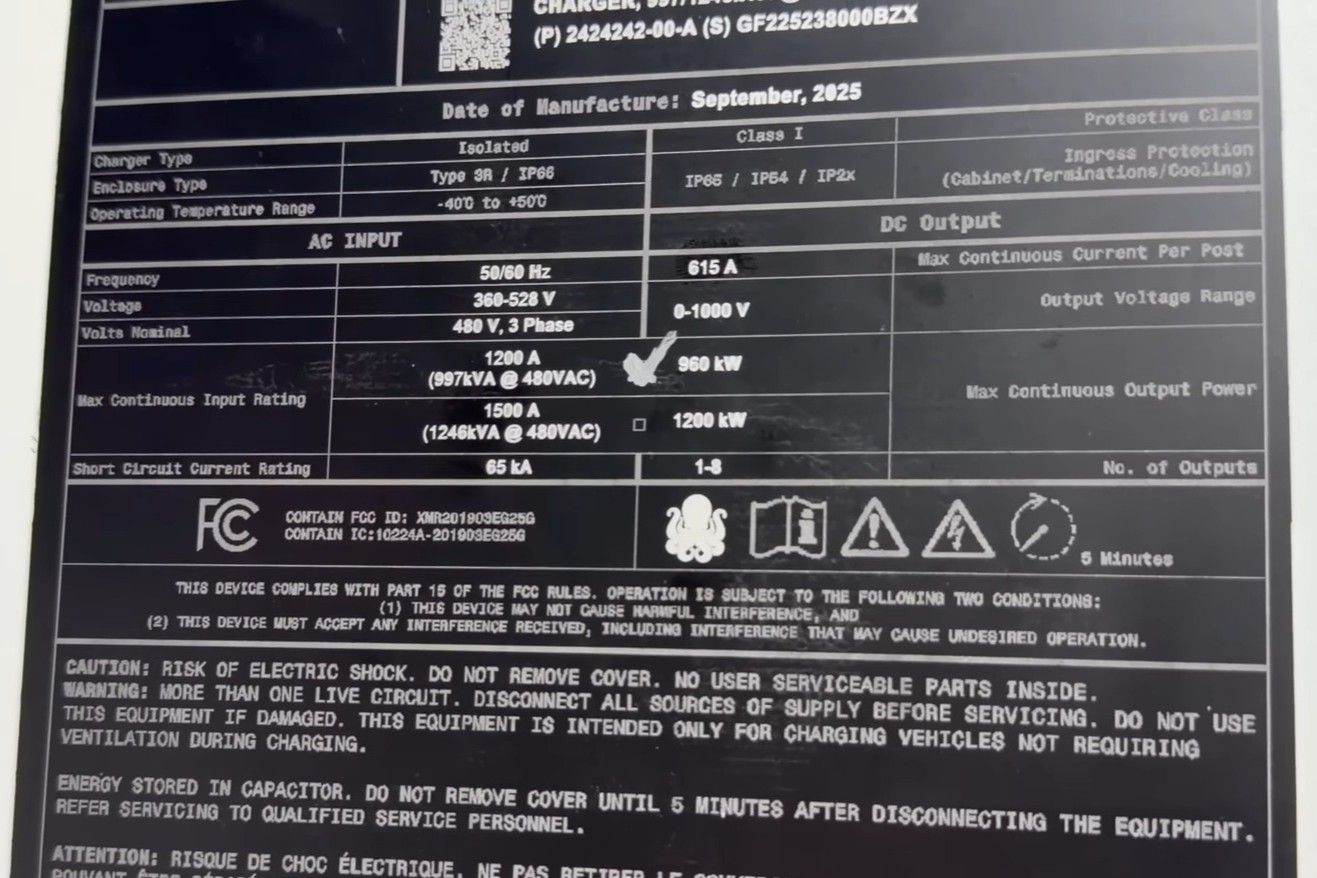 CHARGER,
(P) 2424242-00-A (S) GF225238000BZX
Date of Manufacture: September, 2025
Charger Type Isolated Class I Protective Class
Enclosure Type Type 3R / IP66 IP65 / IP54 / IP2x Ingress Protection
(Cabinet/Terminations/Cooling)
Operating Temperature Range -40℃ to +50℃
AC INPUT DC Output
Frequency 50/60 Hz 615 A Max Continuous Current Per Post
Voltage 360-528 V 0-1000 V Output Voltage Range
Volts Nominal 480 V, 3 Phase
Max Continuous Input Rating 1200 A
(997kVA @ 480VAC) 960 kW Max Continuous Output Power
1500 A
(1246kVA @ 480VAC) □ 1200 kW
Short Circuit Current Rating 65 kA 1-8 No. of Outputs
FC
CONTAIN FCC ID: XMR201903EG25G
CONTAIN IC:10224A-201903EG25G
5 Minutes
THIS DEVICE COMPLIES WITH PART 15 OF THE FCC RULES. OPERATION IS SUBJECT TO THE FOLLOWING TWO CONDITIONS:
(1) THIS DEVICE MAY NOT CAUSE HARMFUL INTERFERENCE, AND
(2) THIS DEVICE MUST ACCEPT ANY INTERFERENCE RECEIVED, INCLUDING INTERFERENCE THAT MAY CAUSE UNDESIRED OPERATION.
CAUTION: RISK OF ELECTRIC SHOCK. DO NOT REMOVE COVER. NO USER SERVICEABLE PARTS INSIDE.
WARNING: MORE THAN ONE LIVE CIRCUIT. DISCONNECT ALL SOURCES OF SUPPLY BEFORE SERVICING. DO NOT USE
THIS EQUIPMENT IF DAMAGED. THIS EQUIPMENT IS INTENDED ONLY FOR CHARGING VEHICLES NOT REQUIRING
VENTILATION DURING CHARGING.
ENERGY STORED IN CAPACITOR. DO NOT REMOVE COVER UNTIL 5 MINUTES AFTER DISCONNECTING THE EQUIPMENT.
REFER SERVICING TO QUALIFIED SERVICE PERSONNEL.
ATTENTION: RISQUE DE CHOC ÉLECTRIQUE. NE PAS RETIRER LE
POUVANT ÊTRE